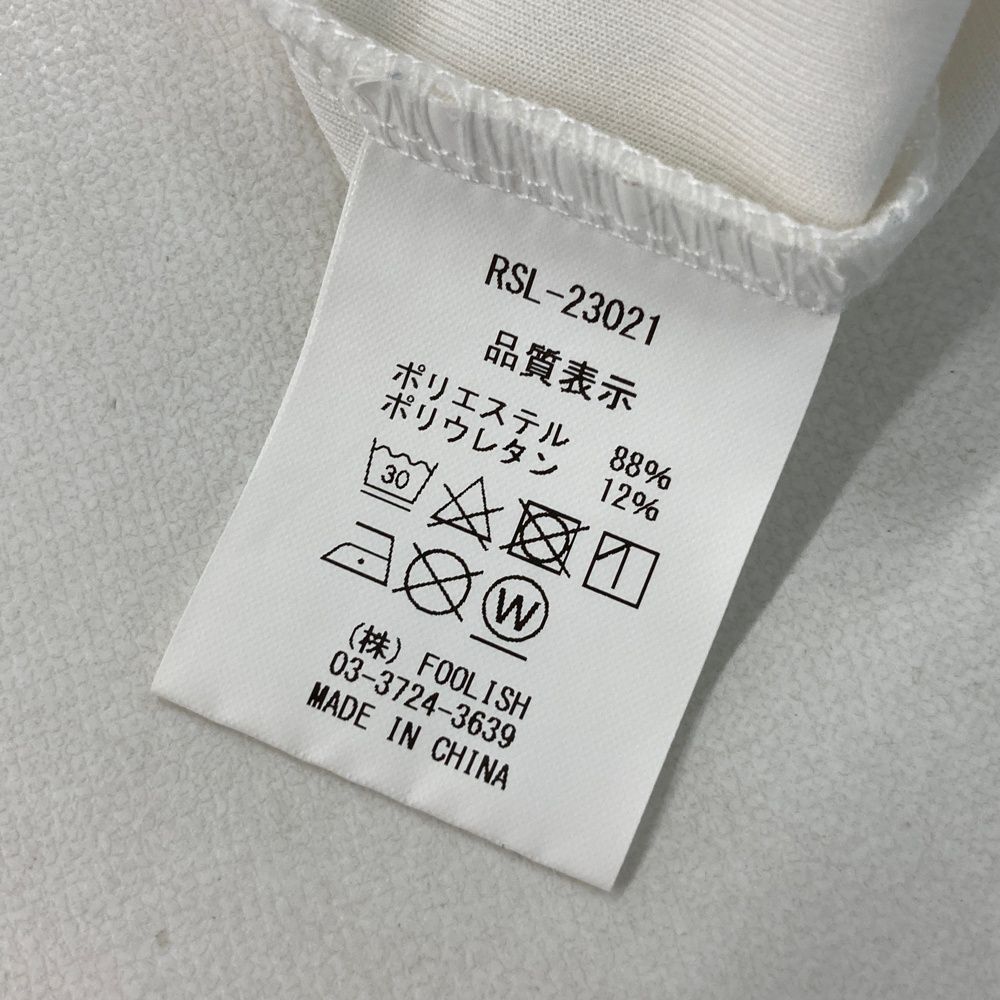 RSL-23021
品質表示
ポリエステル 88%
ポリウレタン 12%
30
W
(株) FOOLISH
03-3724-3639
MADE IN CHINA